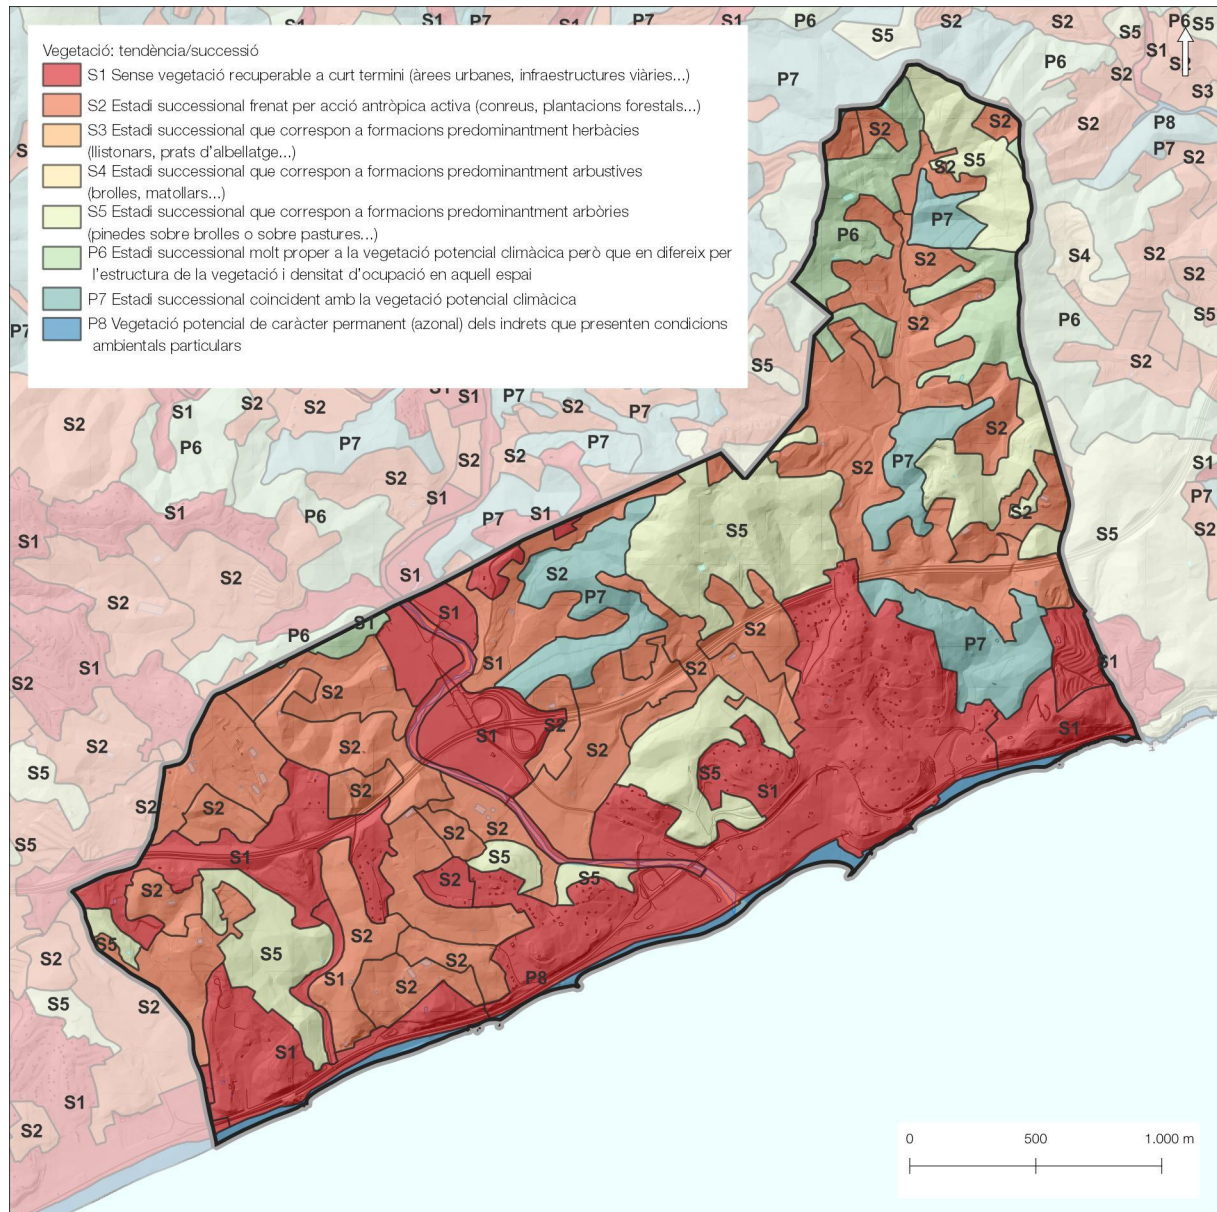 Vegetació: tendència/successió
S1 Sense vegetació recuperable a curt termini (àrees urbanes, infraestructures viàries...)
S2 Estadi successional frenat per acció antròpica activa (conreus, plantacions forestals...)
S3 Estadi successional que correspon a formacions predominantment herbàcies
(llistonars, prats d'albellatge...)
S4 Estadi successional que correspon a formacions predominantment arbustives
(brolles, matollars...)
S5 Estadi successional que correspon a formacions predominantment arbòries
(pinedes sobre brolles o sobre pastures...)
P6 Estadi successional molt proper a la vegetació potencial climàcica però que en difereix per
l'estructura de la vegetació i densitat d'ocupació en aquell espai
P7 Estadi successional coincident amb la vegetació potencial climàcica
P8 Vegetació potencial de caràcter permanent (azonal) dels indrets que presenten condicions
ambientals particulars
S1 S1 P7 S1 P7 S1 P6 S2 S2 P6 S5
S5 S5
P7 P6 S2 S1 S2
S3
S2 S2 S2 P8
S2 S5 P7 S2
P7
P6 S2 S4 S2
S2
P7 S2 P6 S5
S5 S2
S1 S1 P7
S2 S1 S2 S2 S2 P7 S2
P6 P7 S2 S2 P7 S2 P7 S1
S2 S1 P7
S1 P6 P7 S1 S5 S2 S5 S2
S1
S2 S1 S2
S2 P7
P6 S1 S1 S2 P7
S2 S1 S1 S2 S1
S2
S2 S2 S1 S2 S2 S1
S5 S2 S5 S1
S2 S2
S5 S1 S2 S2
S5
S2 S2 S5
S5 S5 S2
S2 S1 S2 P8
S5 S2 S2
S1
S1
S2
0 500 1.000 m